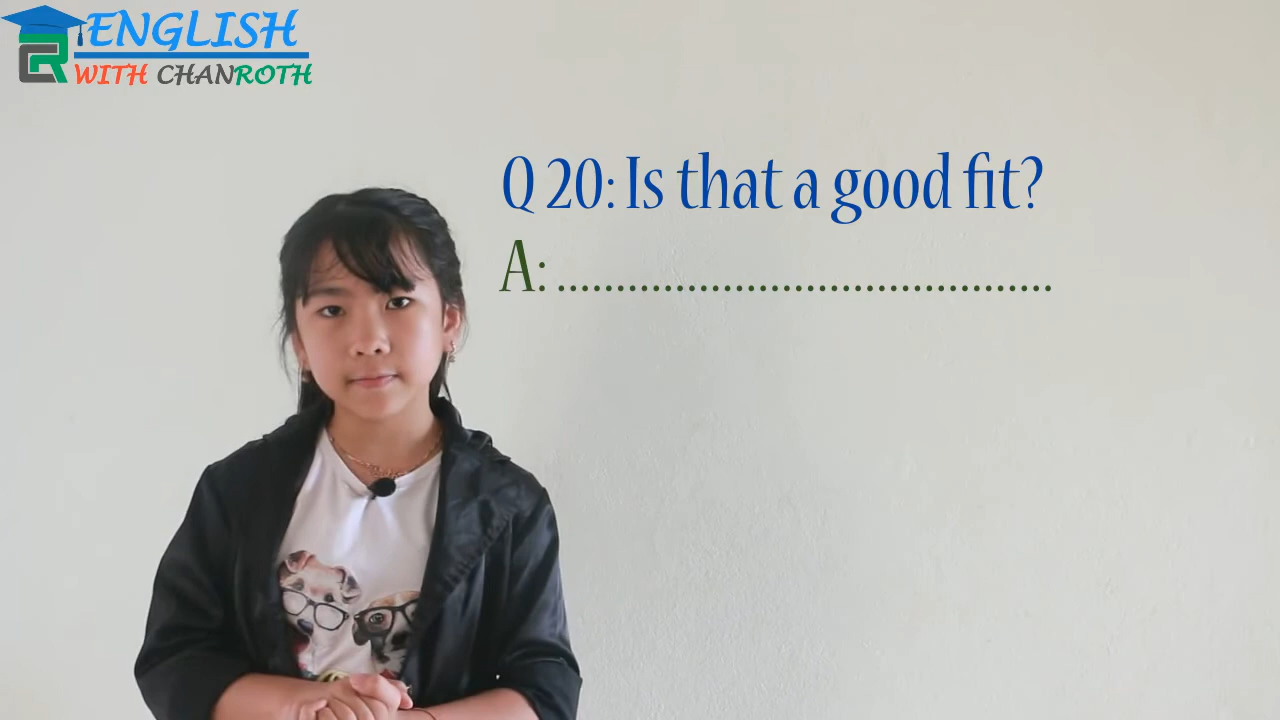 ENGLISH
WITH CHANROTH
Q 20: Is that a good fit?
A: ..........................................